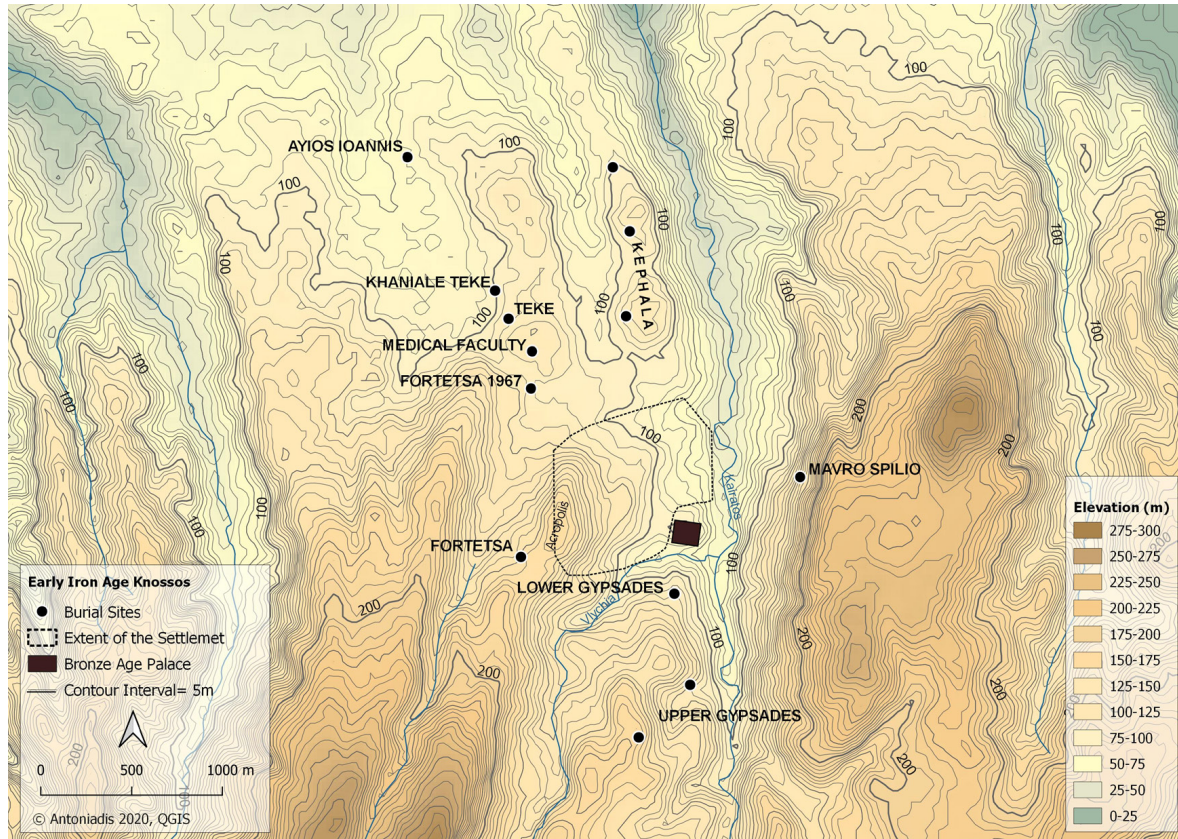 100
AYIOS IOANNIS
100
100
100
100
100
100
100
KEPHALA
100
KHANIALE TEKE
100
TEKE
100
MEDICAL FACULTY
100
FORTETSA 1967
200
100
200
MAVRO SPILIO
100
Kairatos
Acropolis
FORTETSA
100
LOWER GYPSADES
Vlychia
200
100
200
200
200
UPPER GYPSADES
200
Early Iron Age Knossos
Burial Sites
Extent of the Settlemet
Bronze Age Palace
Contour Interval= 5m
200
100
0 500 1000 m
© Antoniadis 2020, QGIS
Elevation (m)
275-300
250-275
225-250
200-225
175-200
150-175
125-150
100-125
75-100
50-75
25-50
0-25
200
100